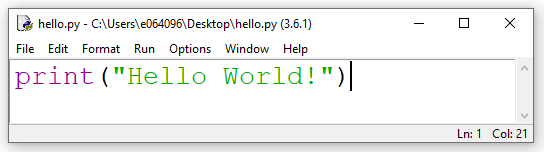 hello.py - C:\Users\e064096\Desktop\hello.py (3.6.1)
File Edit Format Run Options Window Help
print("Hello World!")
Ln: 1 Col: 21